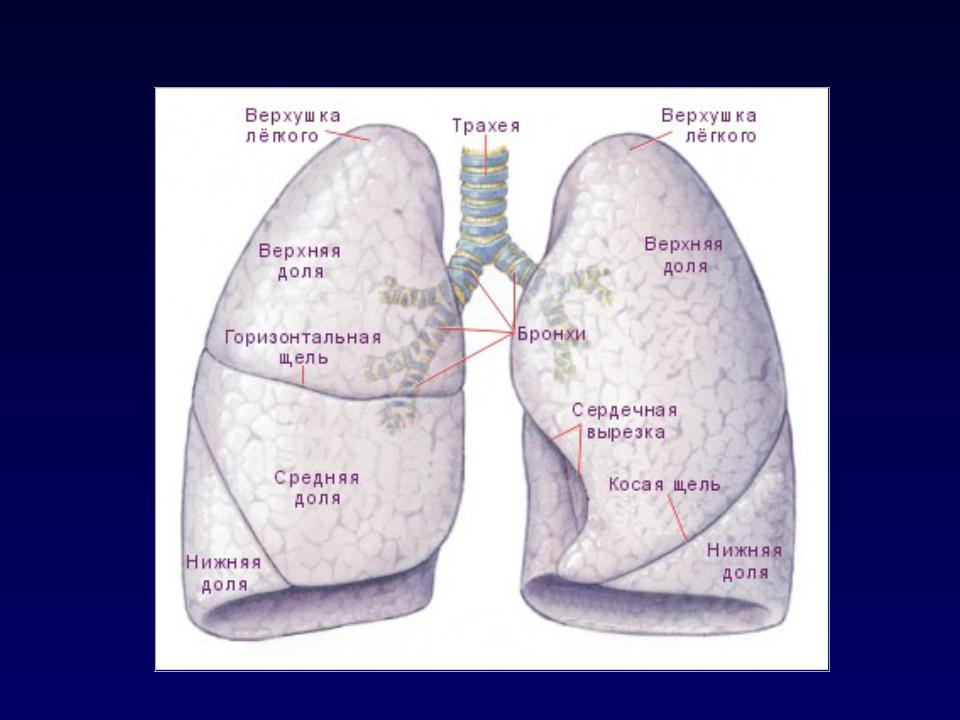 Верхушка
лёгкого
Трахея
Верхушка
лёгкого
Верхняя
доля
Верхняя
доля
Горизонтальная
щель
Бронхи
Сердечная
вырезка
Средняя
доля
Косая щель
Нижняя
доля
Нижняя
доля